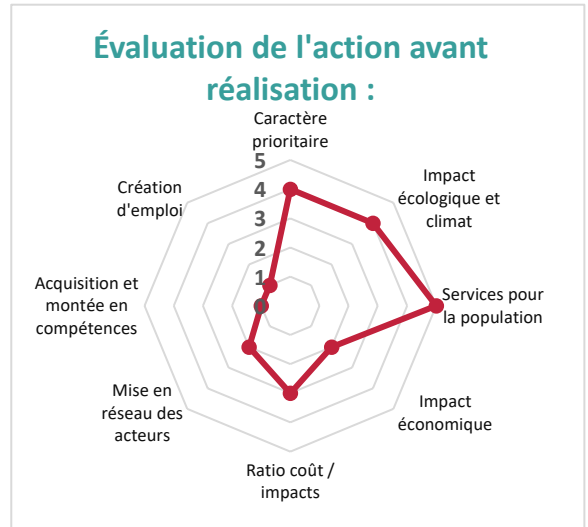 Évaluation de l'action avant
réalisation :
Caractère
prioritaire
Impact
écologique et
climat
Services pour
la population
Impact
économique
Ratio coût /
impacts
Mise en
réseau des
acteurs
Acquisition et
montée en
compétences
Création
d'emploi
5
4
3
2
1
0